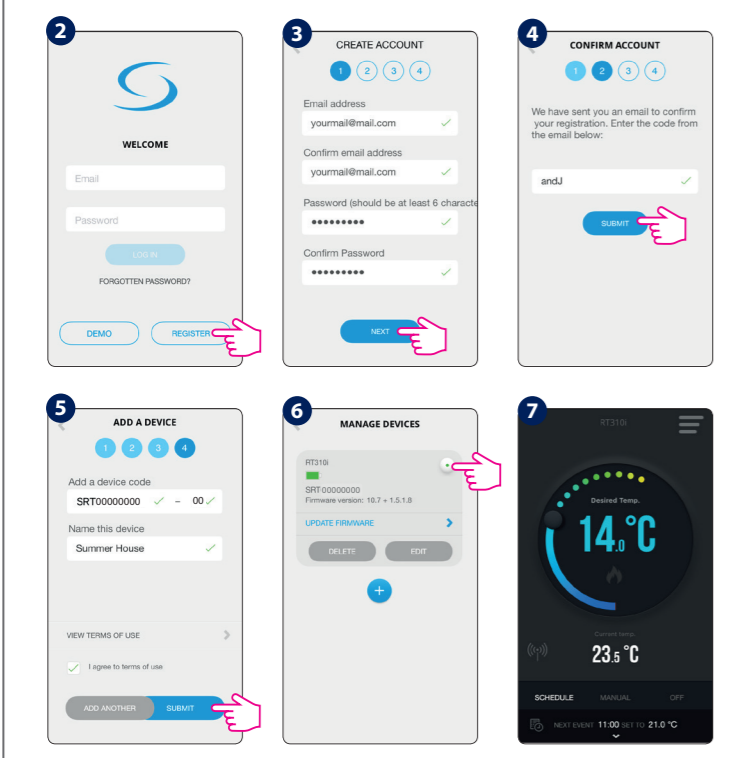 2
WELCOME
Email
Password
LOG IN
FORGOTTEN PASSWORD?
DEMO
REGISTER
3
CREATE ACCOUNT
1 2 3 4
Email address
yourmail@mail.com
Confirm email address
yourmail@mail.com
Password (should be at least 6 characte
•••••••••
Confirm Password
•••••••••
NEXT
4
CONFIRM ACCOUNT
1 2 3 4
We have sent you an email to confirm
your registration. Enter the code from
the email below:
andJ
SUBMIT
5
ADD A DEVICE
1 2 3 4
Add a device code
SRT00000000 – 00
Name this device
Summer House
VIEW TERMS OF USE
I agree to terms of use
ADD ANOTHER SUBMIT
6
MANAGE DEVICES
RT310i
SRT00000000
Firmware version: 10.7 + 1.5.1.8
UPDATE FIRMWARE
DELETE EDIT
+
7
RT310i
Desired Temp.
14.0 °C
Current temp.
23.5 °C
SCHEDULE MANUAL OFF
NEXT EVENT 11:00 SET TO 21.0 °C